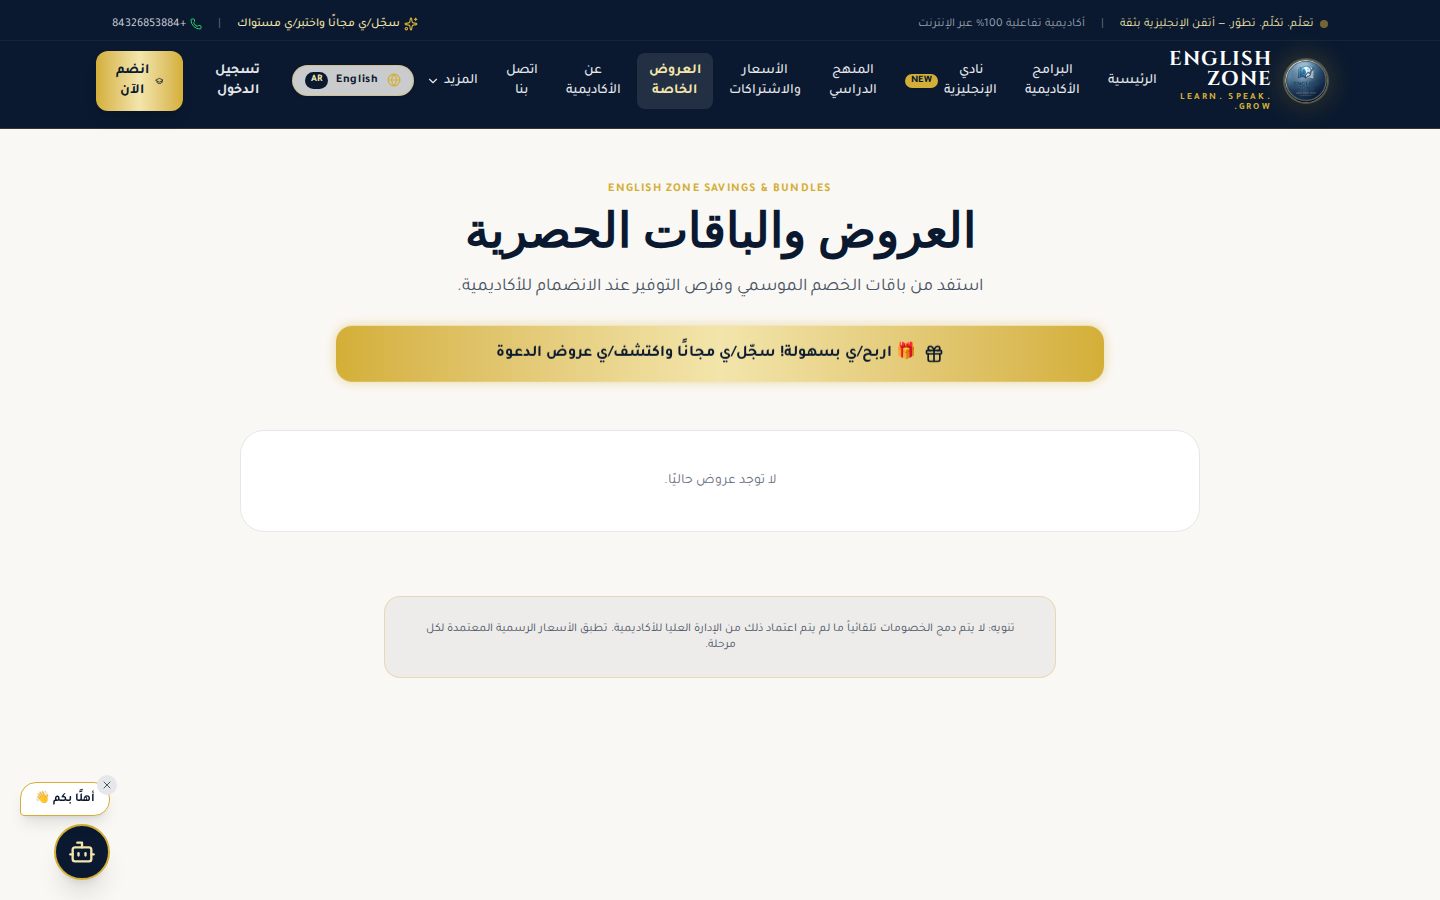 تعلّم. تكلّم. تطوّر. – أتقن الإنجليزية بثقة
|
أكاديمية تفاعلية 100% عبر الإنترنت
سجّل/ي مجانًا واختبر/ي مستواك
|
+84326853884
ENGLISH
ZONE
LEARN. SPEAK.
GROW.
الرئيسية
البرامج
الأكاديمية
نادي
الإنجليزية
NEW
المنهج
الدراسي
الأسعار
والاشتراكات
العروض
الخاصة
عن
الأكاديمية
اتصل
بنا
المزيد
English
AR
تسجيل
الدخول
انضم
الآن
ENGLISH ZONE SAVINGS & BUNDLES
العروض والباقات الحصرية
استفد من باقات الخصم الموسمي وفرص التوفير عند الانضمام للأكاديمية.
🎁 اربح/ي بسهولة! سجّل/ي مجانًا واكتشف/ي عروض الدعوة
لا توجد عروض حاليًا.
تنويه: لا يتم دمج الخصومات تلقائياً ما لم يتم اعتماد ذلك من الإدارة العليا للأكاديمية. تطبق الأسعار الرسمية المعتمدة لكل
مرحلة.
أهلًا بكم 👋